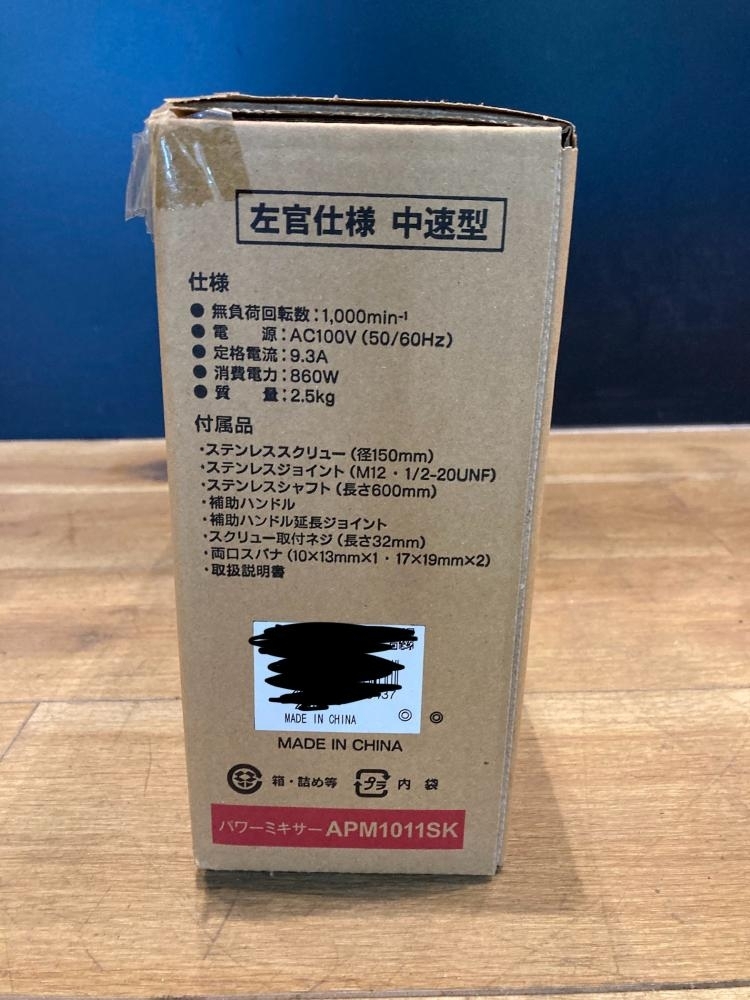 左官仕様 中速型
仕様
● 無負荷回転数：1,000min⁻¹
● 電　　源：AC100V（50/60Hz）
● 定格電流：9.3A
● 消費電力：860W
● 質　　量：2.5kg
付属品
・ステンレススクリュー（径150mm）
・ステンレスジョイント（M12・1/2-20UNF）
・ステンレスシャフト（長さ600mm）
・補助ハンドル
・補助ハンドル延長ジョイント
・スクリュー取付ネジ（長さ32mm）
・両口スパナ（10×13mm×1・17×19mm×2）
・取扱説明書
437
MADE IN CHINA ◎ ◎
MADE IN CHINA
箱・詰め等 プラ 内 袋
パワーミキサー APM1011SK